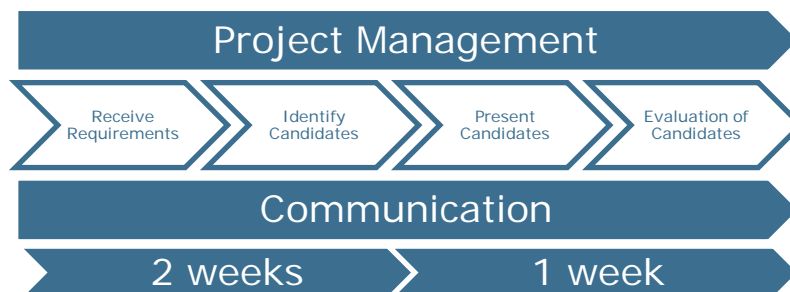 Project Management
Receive
Requirements
Identify
Candidates
Present
Candidates
Evaluation of
Candidates
Communication
2 weeks
1 week